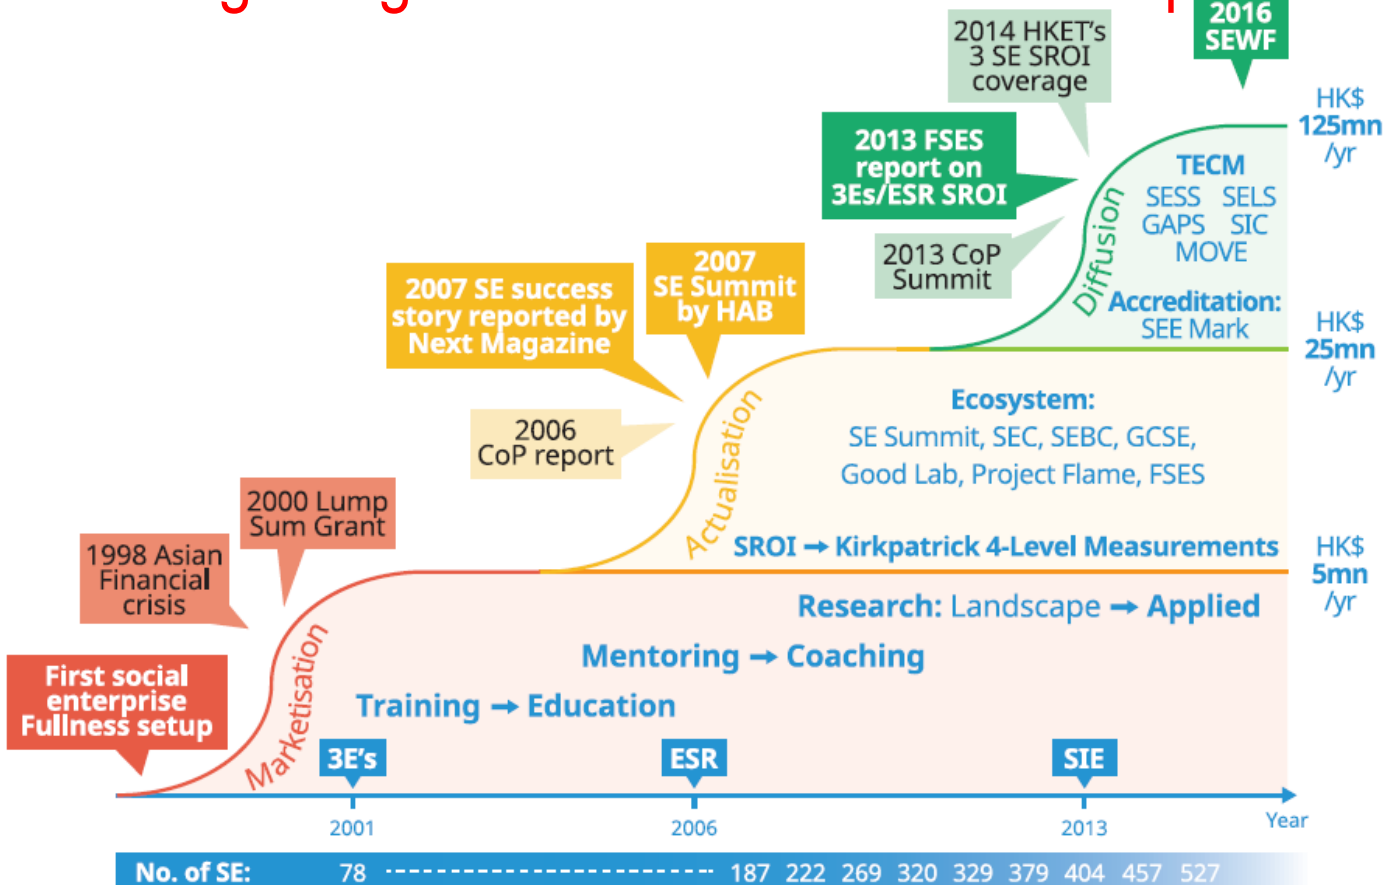 2016
SEWF
2014 HKET's
3 SE SROI
coverage
HK$
125mn
/yr
2013 FSES
report on
3Es/ESR SROI
TECM
SESS SELS
GAPS SIC
MOVE
Diffusion
2013 CoP
Summit
Accreditation:
SEE Mark
HK$
25mn
/yr
2007
SE Summit
by HAB
2007 SE success
story reported by
Next Magazine
2006
CoP report
Actualisation
Ecosystem:
SE Summit, SEC, SEBC, GCSE,
Good Lab, Project Flame, FSES
SROI → Kirkpatrick 4-Level Measurements
HK$
5mn
/yr
2000 Lump
Sum Grant
1998 Asian
Financial
crisis
First social
enterprise
Fullness setup
Marketisation
Research: Landscape → Applied
Mentoring → Coaching
Training → Education
3E's ESR SIE
2001 2006 2013 Year
No. of SE: 78 187 222 269 320 329 379 404 457 527